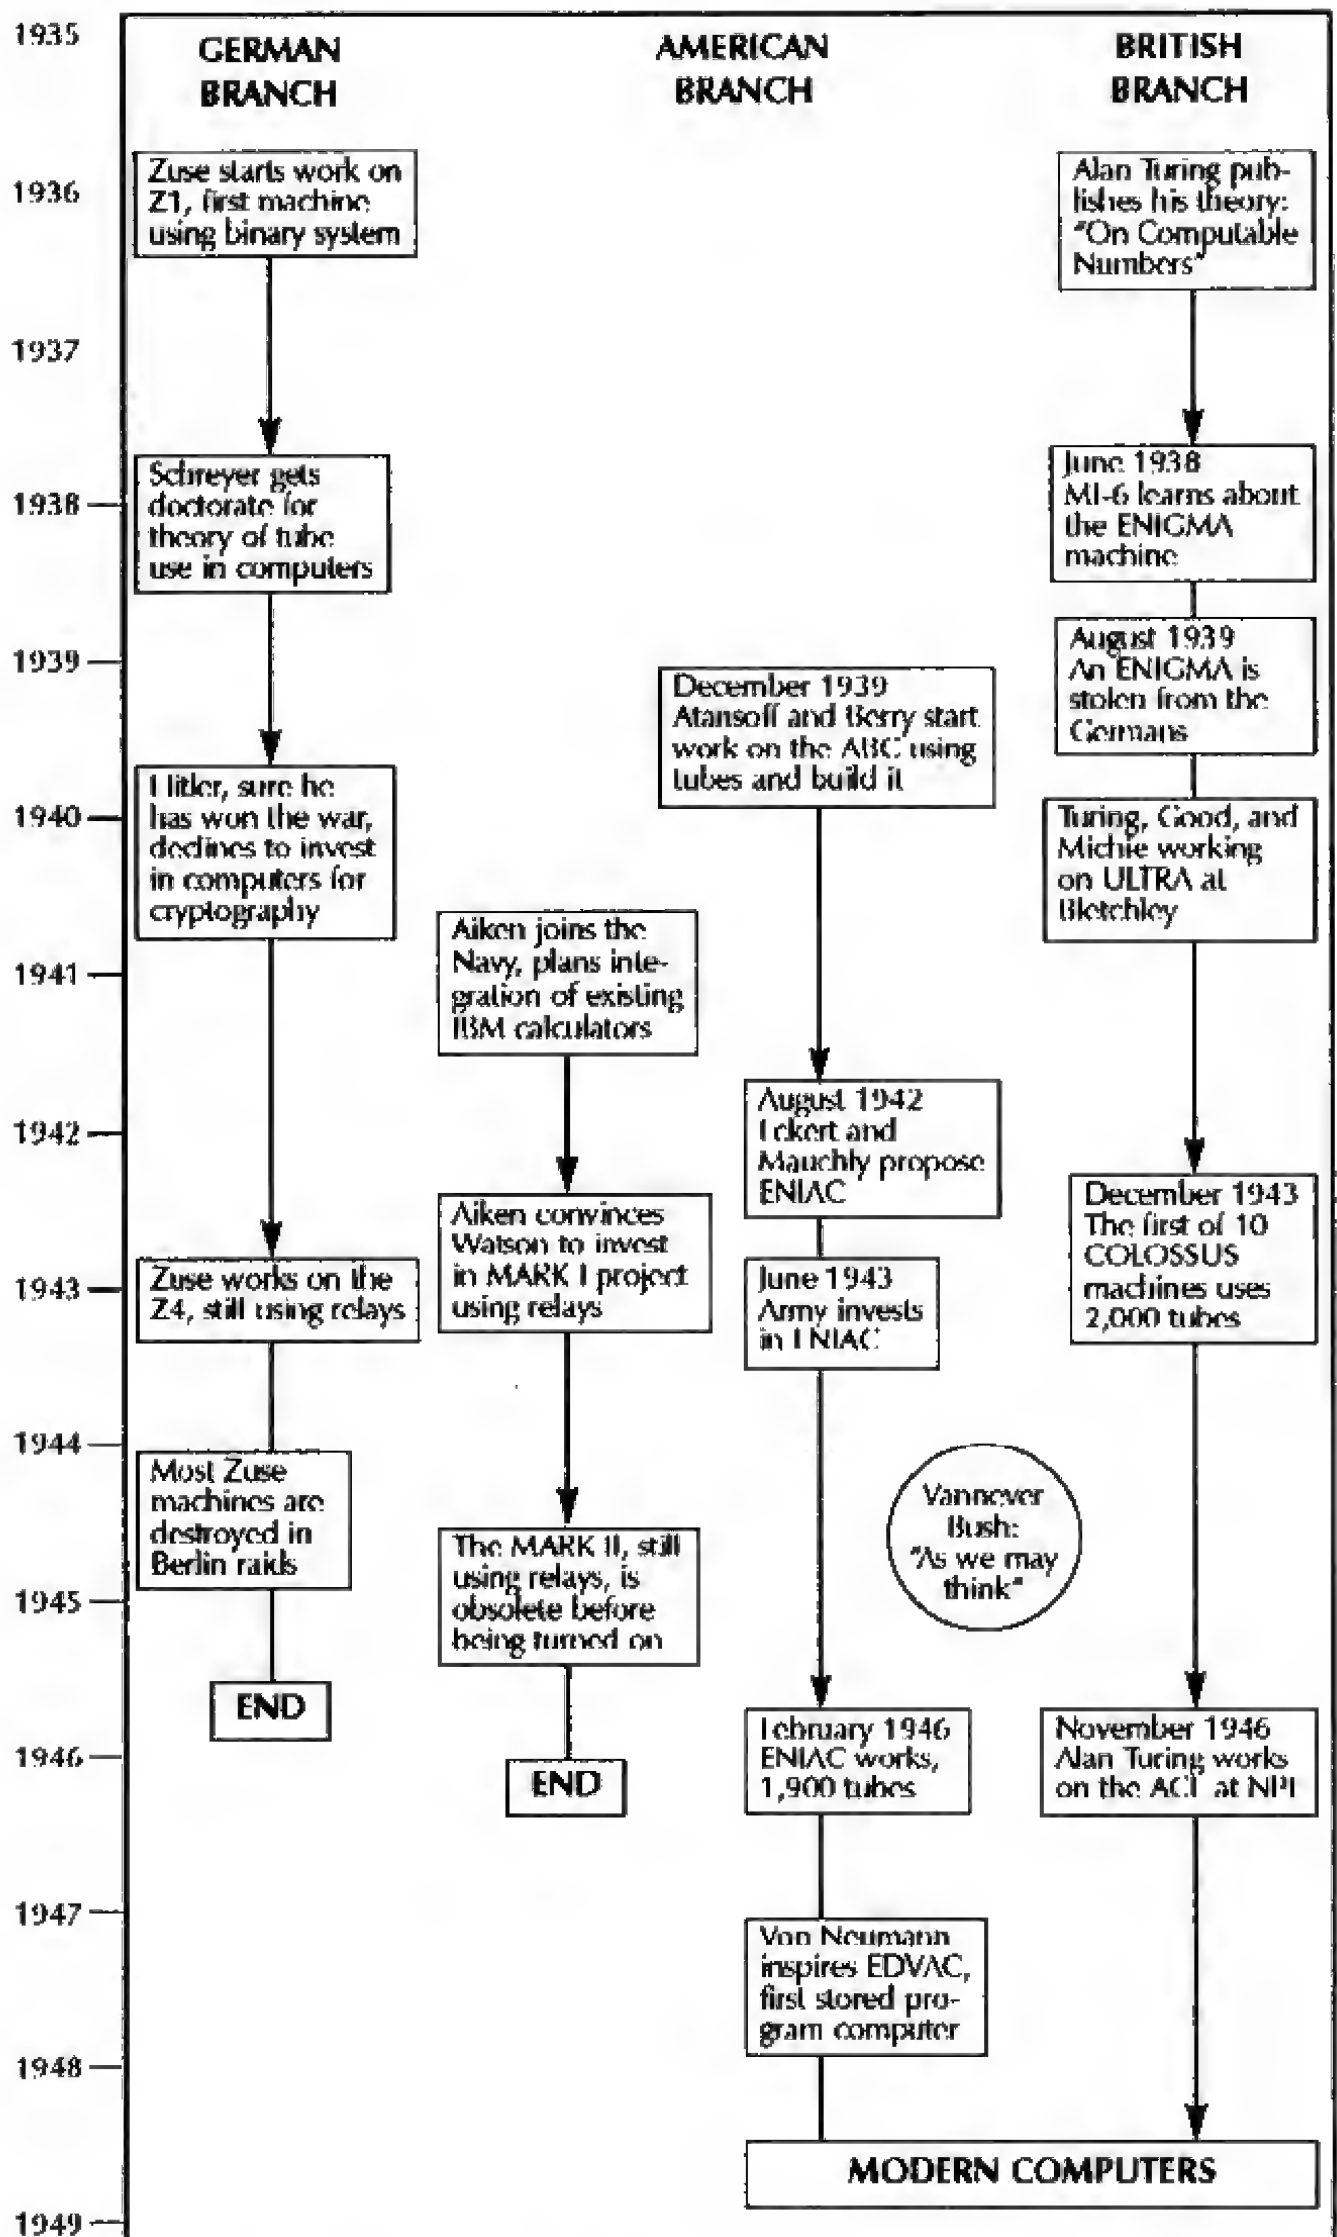 1935
1936
1937
1938
1939
1940
1941
1942
1943
1944
1945
1946
1947
1948
1949
GERMAN
BRANCH
Zuse starts work on
Z1, first machine
using binary system
Schreyer gets
doctorate for
theory of tube
use in computers
Hitler, sure he
has won the war,
declines to invest
in computers for
cryptography
Zuse works on the
Z4, still using relays
Most Zuse
machines are
destroyed in
Berlin raids
END
AMERICAN
BRANCH
Aiken joins the
Navy, plans inte-
gration of existing
IBM calculators
Aiken convinces
Watson to invest
in MARK I project
using relays
The MARK II, still
using relays, is
obsolete before
being turned on
END
December 1939
Atansoff and Berry start
work on the ABC using
tubes and build it
August 1942
Eckert and
Mauchly propose
ENIAC
June 1943
Army invests
in ENIAC
Vannever
Bush:
"As we may
think"
February 1946
ENIAC works,
1,900 tubes
Von Neumann
inspires EDVAC,
first stored pro-
gram computer
BRITISH
BRANCH
Alan Turing pub-
lishes his theory:
"On Computable
Numbers"
June 1938
MI-6 learns about
the ENIGMA
machine
August 1939
An ENIGMA is
stolen from the
Germans
Turing, Good, and
Michie working
on ULTRA at
Bletchley
December 1943
The first of 10
COLOSSUS
machines uses
2,000 tubes
November 1946
Alan Turing works
on the ACE at NPL
MODERN COMPUTERS